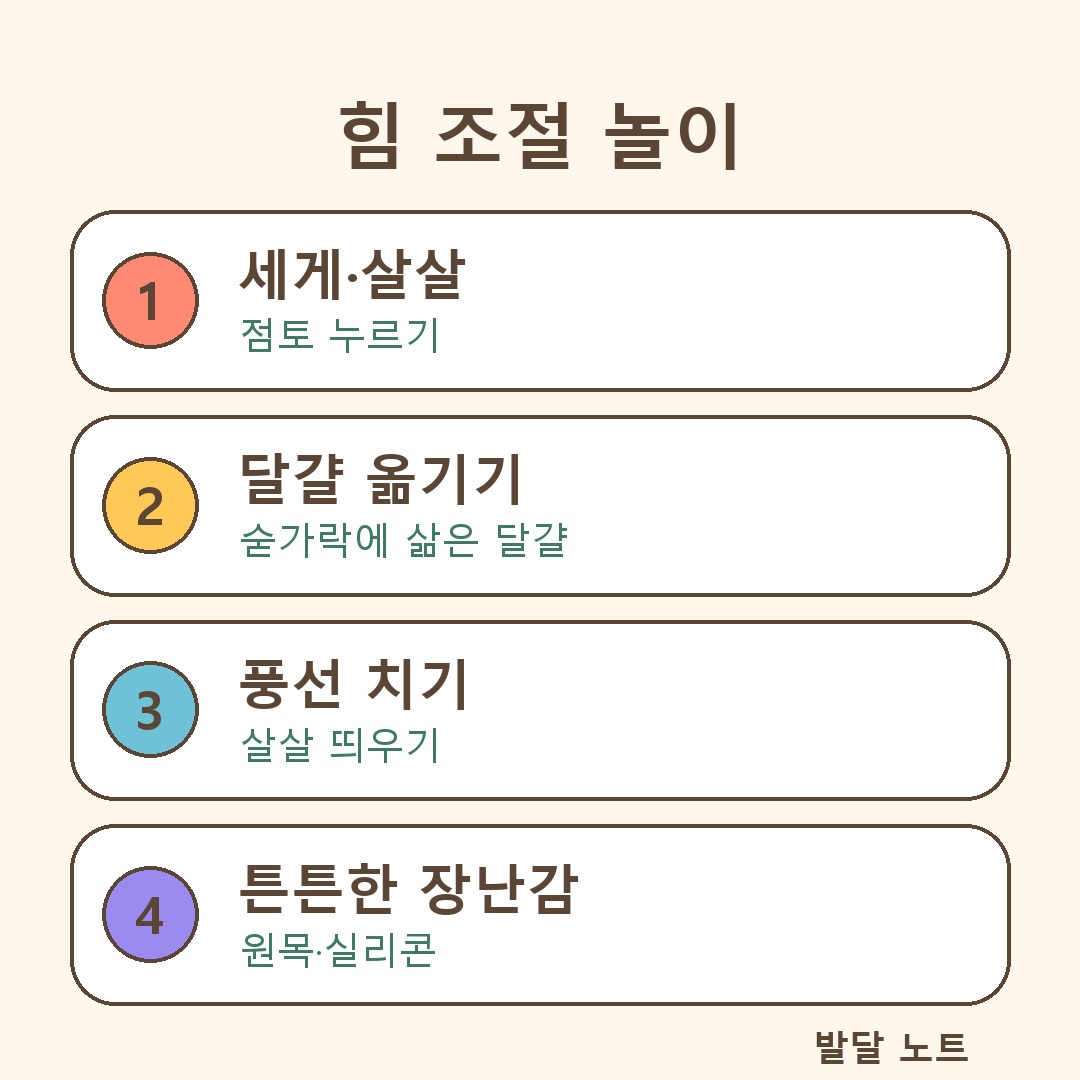 힘 조절 놀이
1
세게·살살
점토 누르기
2
달걀 옮기기
숟가락에 삶은 달걀
3
풍선 치기
살살 띄우기
4
튼튼한 장난감
원목·실리콘
발달 노트